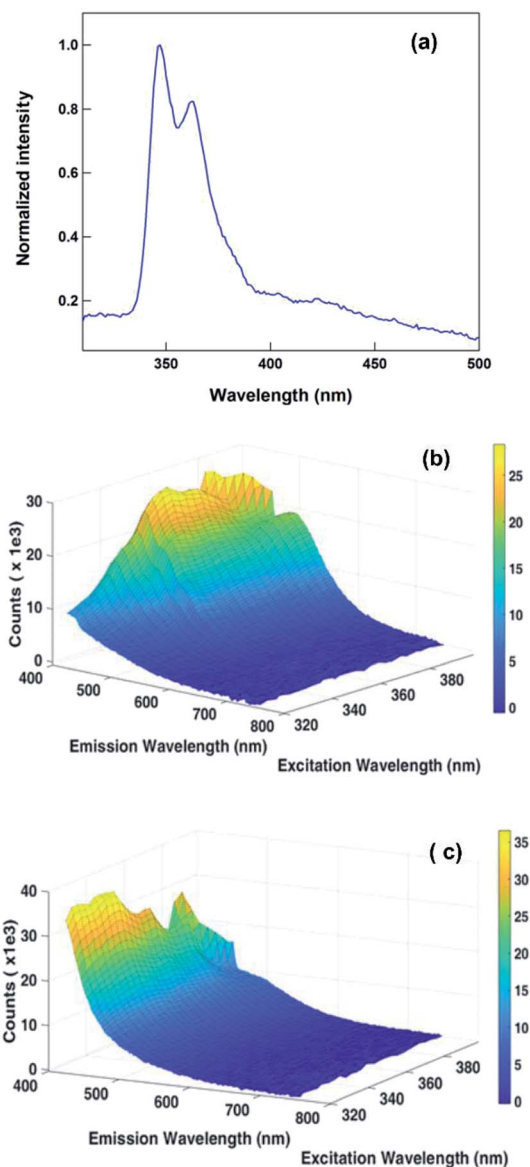 (a)
1.0
0.8
0.6
0.4
0.2
Normalized intensity
350 400 450 500
Wavelength (nm)
(b)
30
20
10
0
Counts ( x 1e3)
400 500 600 700 800
Emission Wavelength (nm)
320 340 360 380
Excitation Wavelength (nm)
25
20
15
10
5
0
( c)
40
30
20
10
0
Counts ( x1e3)
400 500 600 700 800
Emission Wavelength (nm)
320 340 360 380
Excitation Wavelength (nm)
35
30
25
20
15
10
5
0